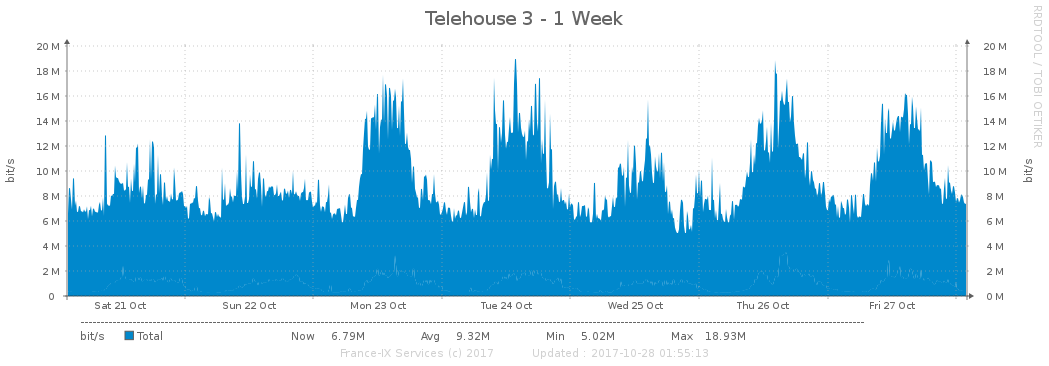 Telehouse 3 - 1 Week
RRDTOOL / TOBI OETIKER
bit/s
bit/s
20 M 20 M
18 M 18 M
16 M 16 M
14 M 14 M
12 M 12 M
10 M 10 M
8 M 8 M
6 M 6 M
4 M 4 M
2 M 2 M
0 0 M
Sat 21 Oct Sun 22 Oct Mon 23 Oct Tue 24 Oct Wed 25 Oct Thu 26 Oct Fri 27 Oct
bit/s Total Now 6.79M Avg 9.32M Min 5.02M Max 18.93M
France-IX Services (c) 2017 Updated : 2017-10-28 01:55:13